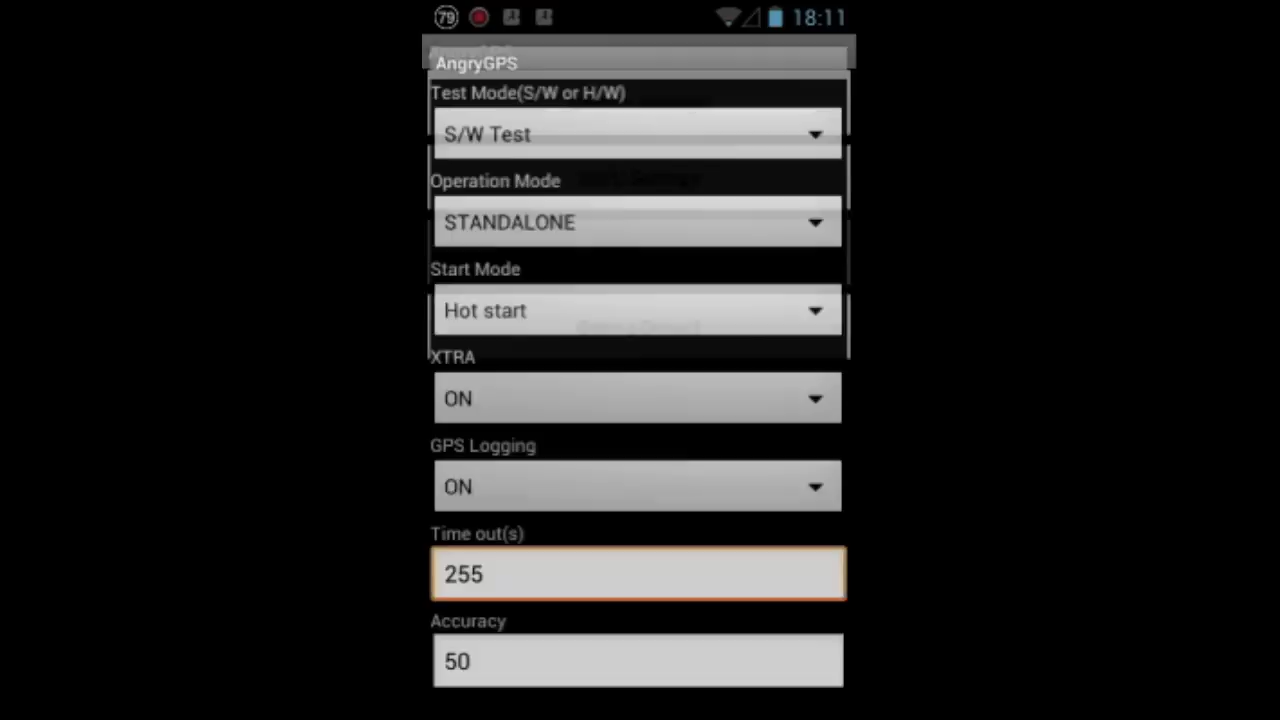 79 18:11
AngryGPS
Test Mode(S/W or H/W)
S/W Test
Operation Mode
STANDALONE
Start Mode
Hot start
XTRA
ON
GPS Logging
ON
Time out(s)
255
Accuracy
50